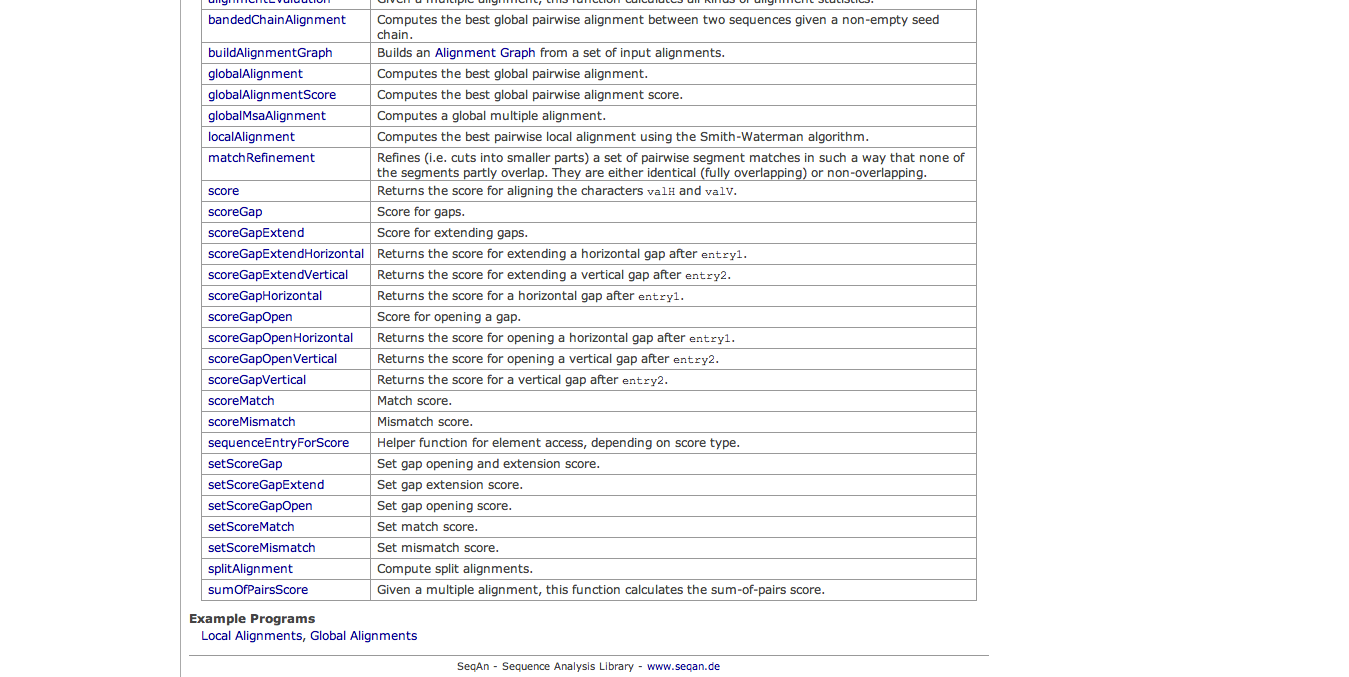 alignmentEvaluation Given a multiple alignment, this function calculates all kinds of alignment statistics.
bandedChainAlignment Computes the best global pairwise alignment between two sequences given a non-empty seed
chain.
buildAlignmentGraph Builds an Alignment Graph from a set of input alignments.
globalAlignment Computes the best global pairwise alignment.
globalAlignmentScore Computes the best global pairwise alignment score.
globalMsaAlignment Computes a global multiple alignment.
localAlignment Computes the best pairwise local alignment using the Smith-Waterman algorithm.
matchRefinement Refines (i.e. cuts into smaller parts) a set of pairwise segment matches in such a way that none of
the segments partly overlap. They are either identical (fully overlapping) or non-overlapping.
score Returns the score for aligning the characters valH and valV.
scoreGap Score for gaps.
scoreGapExtend Score for extending gaps.
scoreGapExtendHorizontal Returns the score for extending a horizontal gap after entry1.
scoreGapExtendVertical Returns the score for extending a vertical gap after entry2.
scoreGapHorizontal Returns the score for a horizontal gap after entry1.
scoreGapOpen Score for opening a gap.
scoreGapOpenHorizontal Returns the score for opening a horizontal gap after entry1.
scoreGapOpenVertical Returns the score for opening a vertical gap after entry2.
scoreGapVertical Returns the score for a vertical gap after entry2.
scoreMatch Match score.
scoreMismatch Mismatch score.
sequenceEntryForScore Helper function for element access, depending on score type.
setScoreGap Set gap opening and extension score.
setScoreGapExtend Set gap extension score.
setScoreGapOpen Set gap opening score.
setScoreMatch Set match score.
setScoreMismatch Set mismatch score.
splitAlignment Compute split alignments.
sumOfPairsScore Given a multiple alignment, this function calculates the sum-of-pairs score.
Example Programs
Local Alignments, Global Alignments
SeqAn - Sequence Analysis Library - www.seqan.de